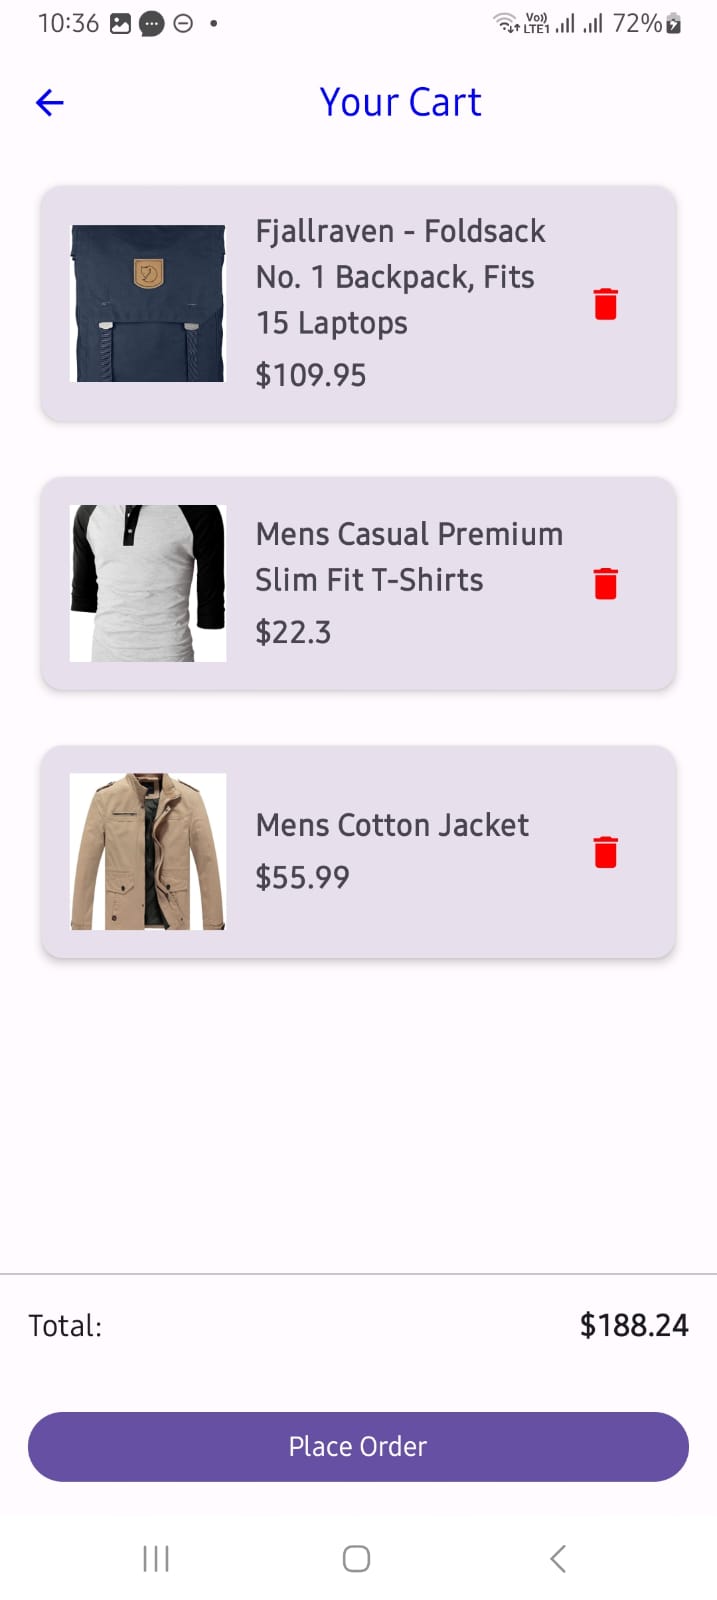 10:36
Vo)) LTE1 72%
Your Cart
Fjallraven - Foldsack
No. 1 Backpack, Fits
15 Laptops
$109.95
Mens Casual Premium
Slim Fit T-Shirts
$22.3
Mens Cotton Jacket
$55.99
Total:
$188.24
Place Order